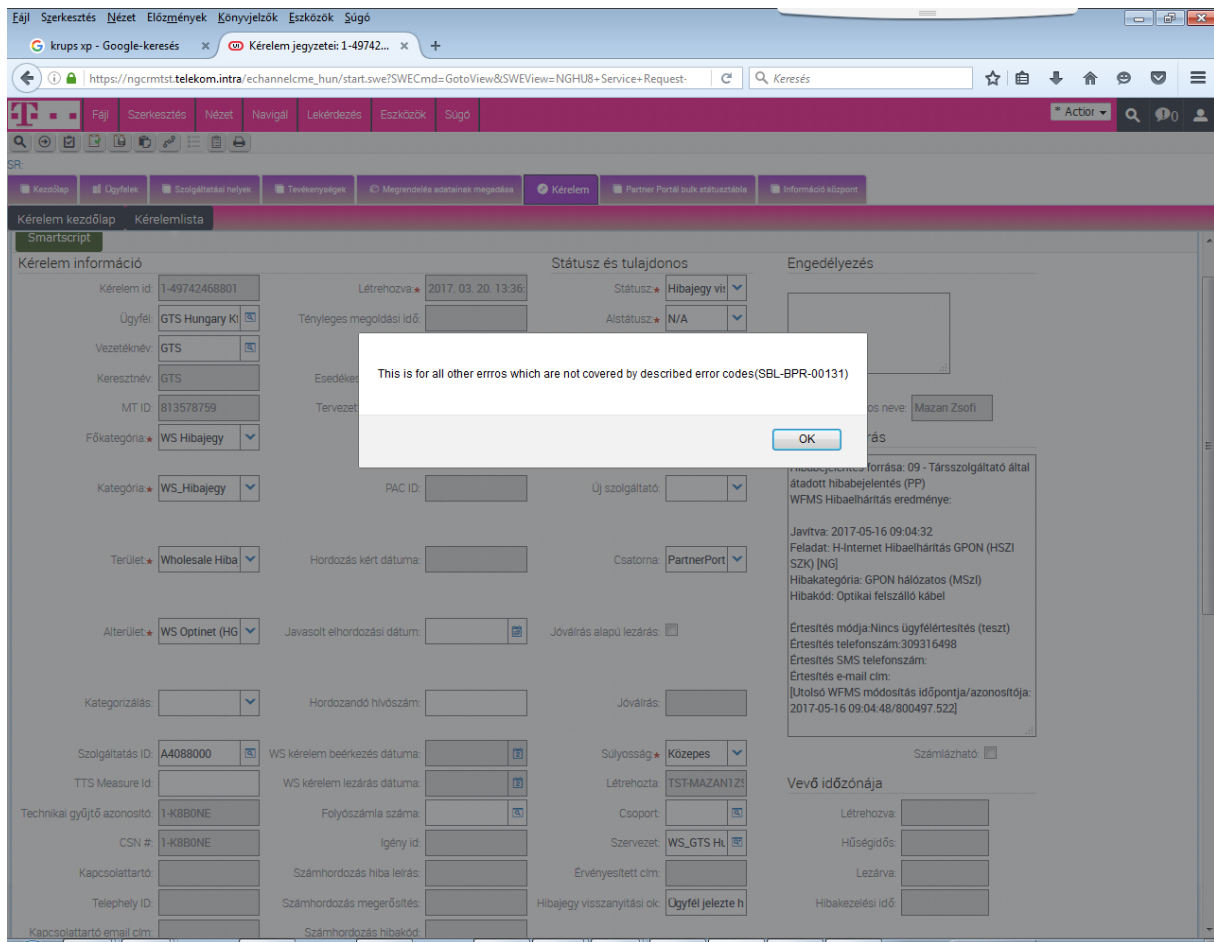 Fájl Szerkesztés Nézet Előzmények Könyvjelzők Eszközök Súgó
krups xp - Google-keresés × Kérelem jegyzetei: 1-49742... × +
https://ngcrmtst.telekom.intra/echannelcme_hun/start.swe?SWECmd=GotoView&SWEView=NGHU8+Service+Request- Keresés
Fájl Szerkesztés Nézet Navigál Lekérdezés Eszközök Súgó * Action 0
SR:
Kezdőlap Ügyfelek Szolgáltatási helyek Tevékenységek Megrendelés adatainak megadása Kérelem Partner Portál bulk státusztábla Információ központ
Kérelem kezdőlap Kérelemlista
Smartscript
Kérelem információ Státusz és tulajdonos Engedélyezés
Kérelem id: 1-49742468801 Létrehozva:* 2017. 03. 20. 13:36: Státusz:* Hibajegy vis
Ügyfél: GTS Hungary Kf Tényleges megoldási idő: Alstátusz:* N/A
Vezetéknév: GTS
Keresztnév: GTS Esedékes
This is for all other errros which are not covered by described error codes(SBL-BPR-00131)
MT ID: 813578759 Tervezet os neve: Mazan Zsofi
Főkategória:* WS Hibajegy OK rás
Kategória:* WS_Hibajegy PAC ID: Új szolgáltató:
Hibabejelentés forrása: 09 - Társszolgáltató által
átadott hibabejelentés (PP)
WFMS Hibaelhárítás eredménye:
Javítva: 2017-05-16 09:04:32
Feladat: H-Internet Hibaelhárítás GPON (HSZI
SZK) [NG]
Hibakategória: GPON hálózatos (MSzI)
Hibakód: Optikai felszálló kábel
Értesítés módja:Nincs ügyfélértesítés (teszt)
Értesítés telefonszám:309316498
Értesítés SMS telefonszám:
Értesítés e-mail cím:
[Utolsó WFMS módosítás időpontja/azonosítója:
2017-05-16 09:04:48/800497.522]
Terület:* Wholesale Hiba Hordozás kért dátuma: Csatorna: PartnerPort
Alterület:* WS Optinet (HG Javasolt elhordozási dátum: Jóváírás alapú lezárás:
Kategorizálás: Hordozandó hívószám: Jóváírás:
Szolgáltatás ID: A4088000 WS kérelem beérkezés dátuma: Súlyosság:* Közepes Számlázható:
TTS Measure Id: WS kérelem lezárás dátuma: Létrehozta: TST-MAZAN1ZS Vevő időzónája
Technikai gyűjtő azonosító: 1-K8B0NE Folyószámla száma: Csoport: Létrehozva:
CSN #: 1-K8B0NE Igény id: Szervezet: WS_GTS Hu Hűségidős:
Kapcsolattartó: Számhordozás hiba leírás: Érvényesített cím: Lezárva:
Telephely ID: Számhordozás megerősítés: Hibajegy visszanyitási ok: Ügyfél jelezte h Hibakezelési idő:
Kapcsolattartó email cím: Számhordozás hibakód: